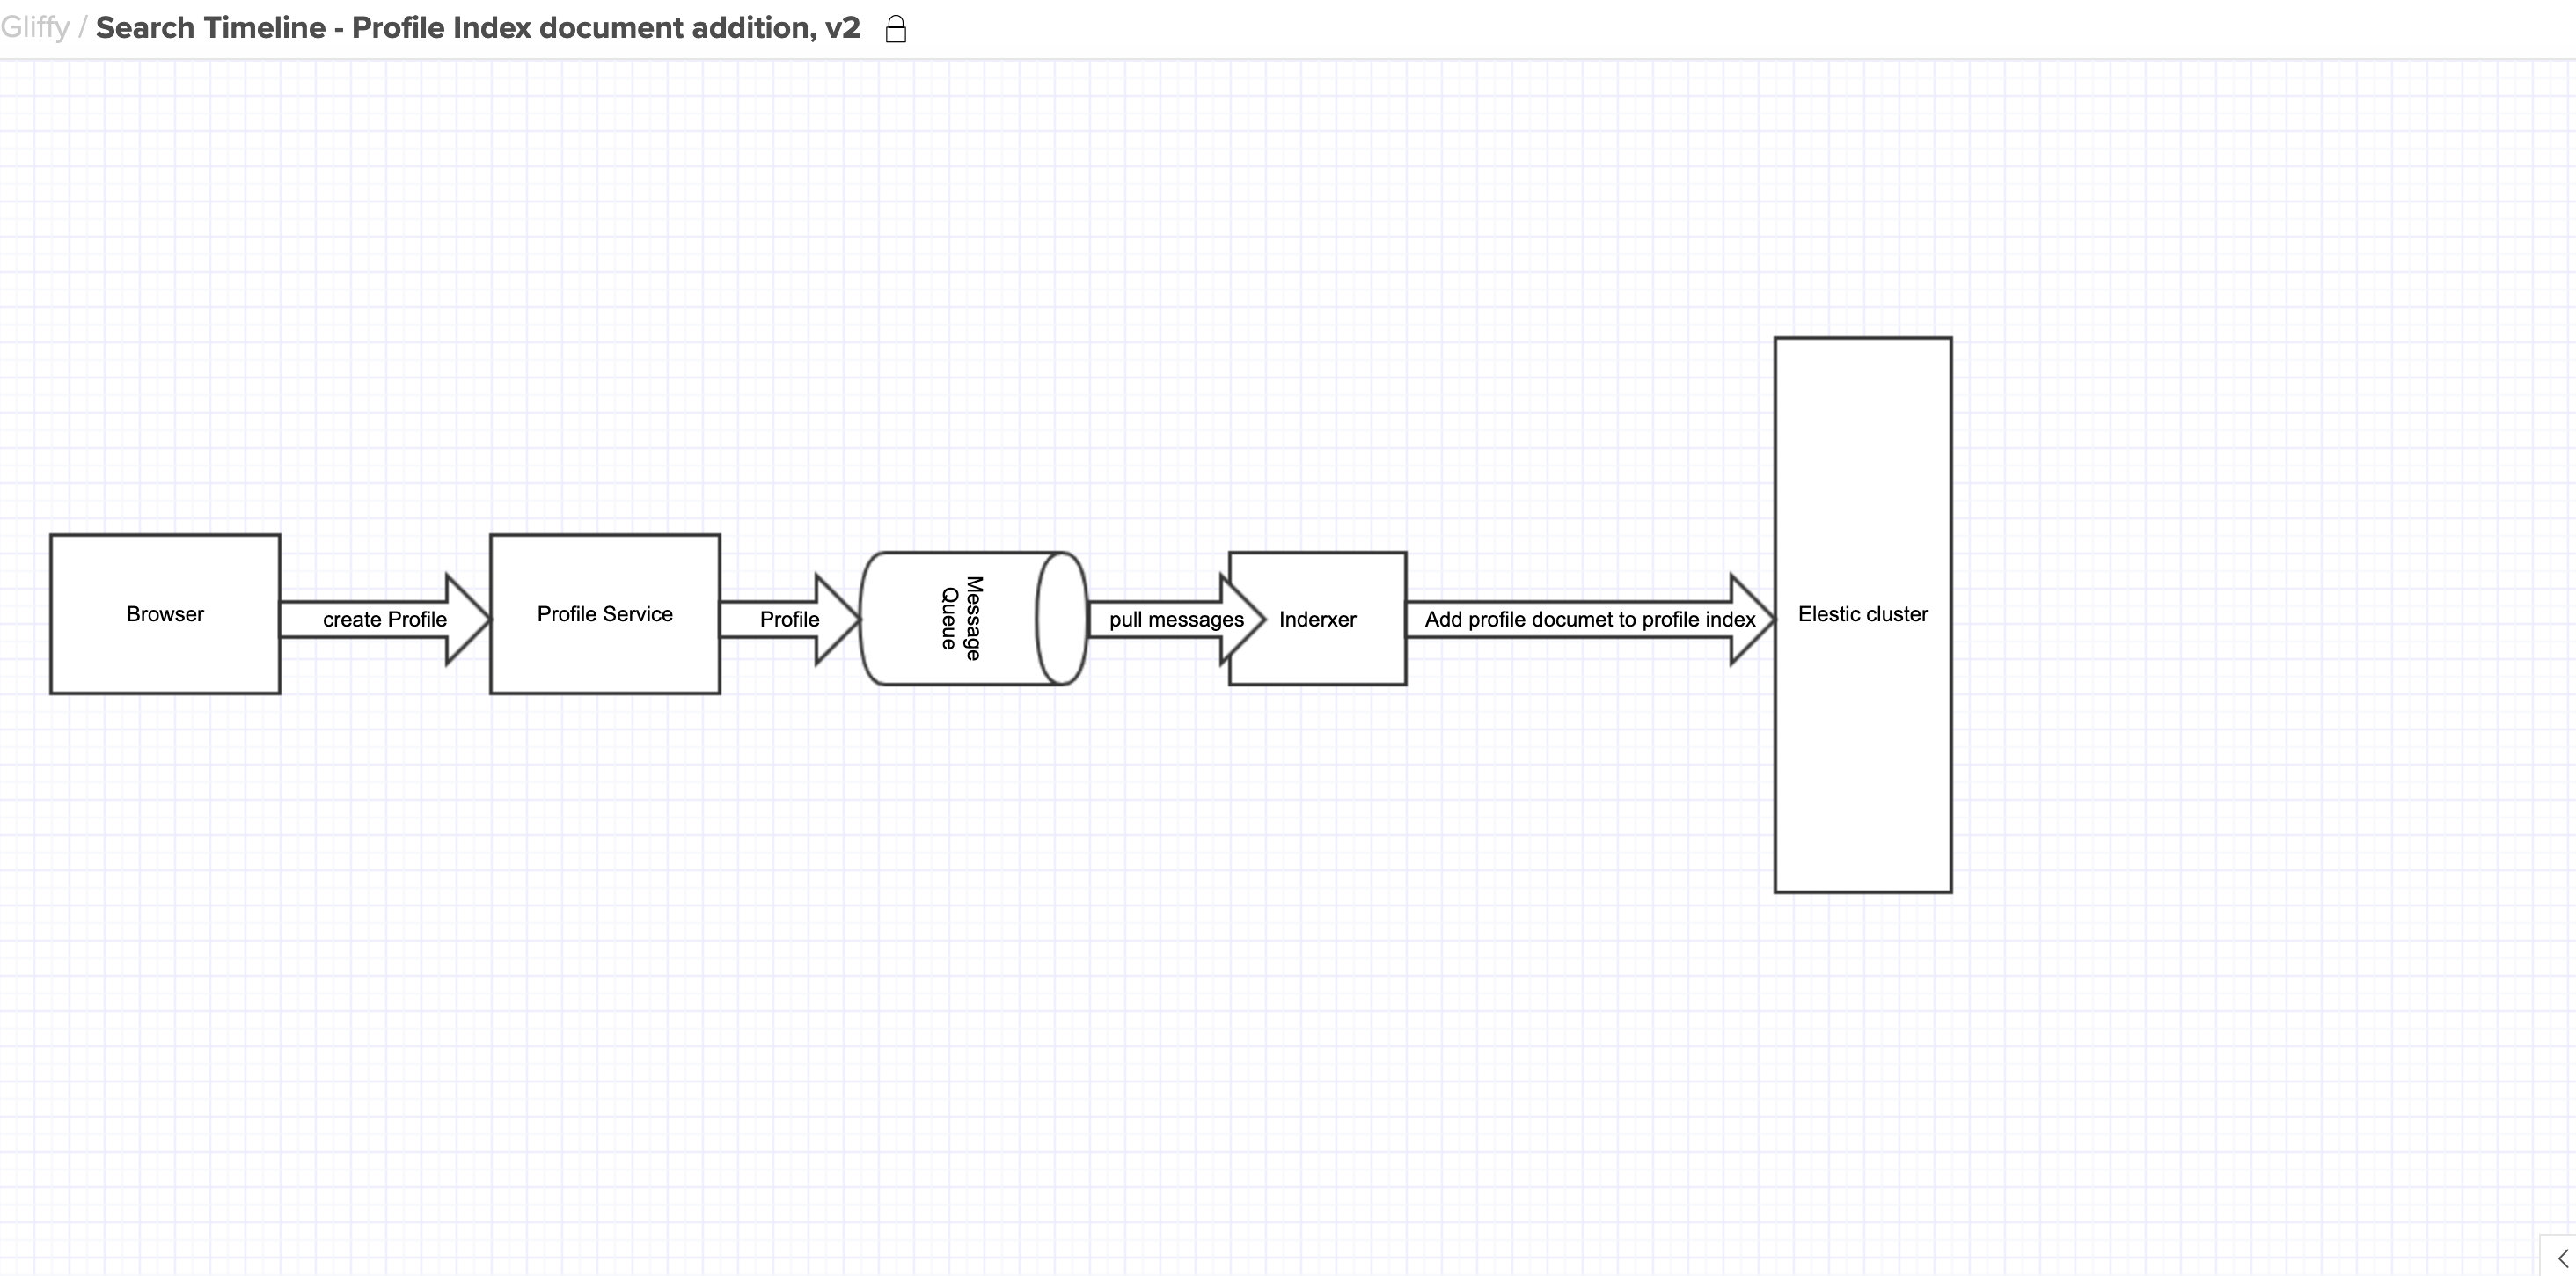 Gliffy / Search Timeline - Profile Index document addition, v2
Browser
create Profile
Profile Service
Profile
Message
Queue
pull messages
Inderxer
Add profile documet to profile index
Elestic cluster